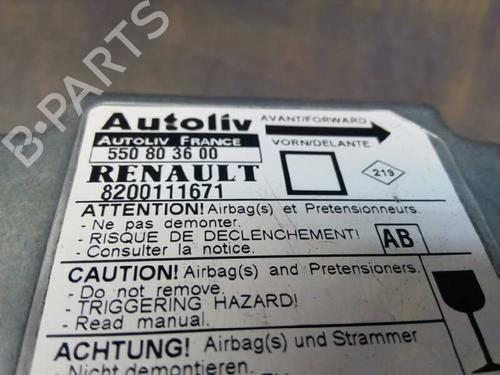 B-PARTS
Autoliv
AVANT/FORWARD
AUTOLIV FRANCE
VORN/DELANTE
550 80 36 00
RENAULT
219
8200111671
ATTENTION! Airbag(s) et Pretensionneurs.
- Ne pas demonter.
- RISQUE DE DECLENCHEMENT!
- Consulter la notice.
AB
CAUTION! Airbag(s) and Pretensioners.
- Do not remove.
- TRIGGERING HAZARD!
- Read manual.
ACHTUNG! Airbag(s) und Strammer
- Nicht demontieren.